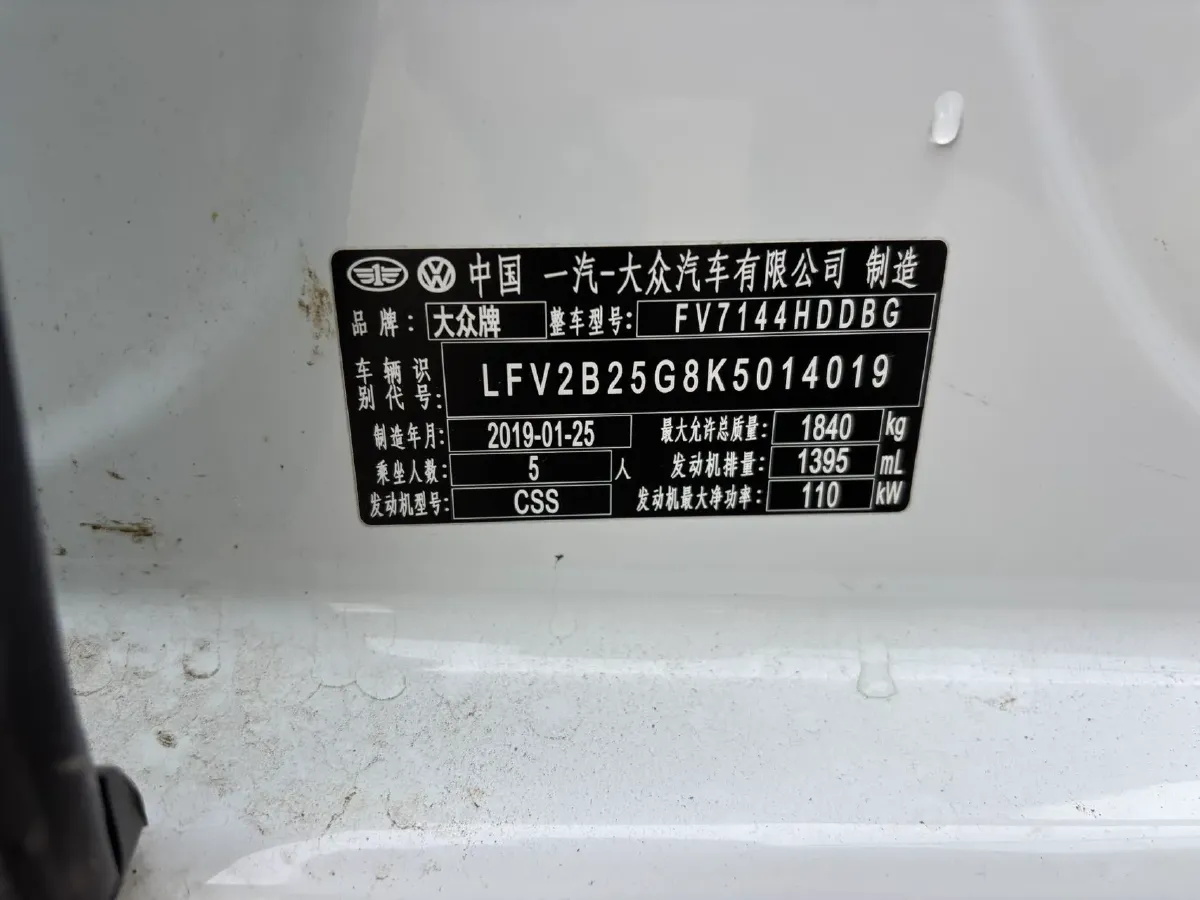 中国 一汽-大众汽车有限公司 制造
品牌: 大众牌 整车型号: FV7144HDDBG
车辆识别代号: LFV2B25G8K5014019
制造年月: 2019-01-25 最大允许总质量: 1840 kg
乘坐人数: 5 人 发动机排量: 1395 mL
发动机型号: CSS 发动机最大净功率: 110 kW